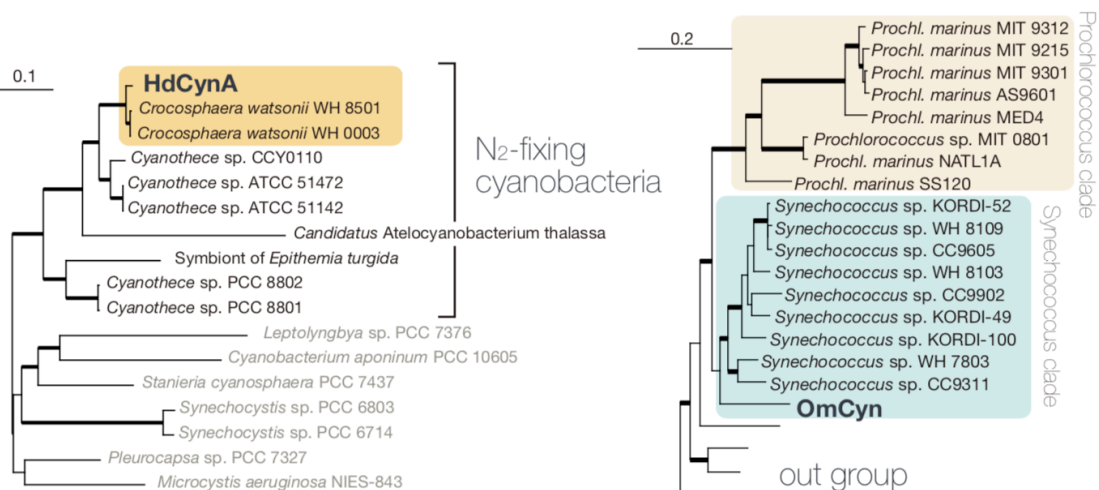 0.1
HdCynA
Crocosphaera watsonii WH 8501
Crocosphaera watsonii WH 0003
Cyanothece sp. CCY0110
Cyanothece sp. ATCC 51472
Cyanothece sp. ATCC 51142
Candidatus Atelocyanobacterium thalassa
Symbiont of Epithemia turgida
Cyanothece sp. PCC 8802
Cyanothece sp. PCC 8801
N2-fixing
cyanobacteria
Leptolyngbya sp. PCC 7376
Cyanobacterium aponinum PCC 10605
Stanieria cyanosphaera PCC 7437
Synechocystis sp. PCC 6803
Synechocystis sp. PCC 6714
Pleurocapsa sp. PCC 7327
Microcystis aeruginosa NIES-843
0.2
Prochl. marinus MIT 9312
Prochl. marinus MIT 9215
Prochl. marinus MIT 9301
Prochl. marinus AS9601
Prochl. marinus MED4
Prochlorococcus sp. MIT 0801
Prochl. marinus NATL1A
Prochl. marinus SS120
Prochlorococcus clade
Synechococcus sp. KORDI-52
Synechococcus sp. WH 8109
Synechococcus sp. CC9605
Synechococcus sp. WH 8103
Synechococcus sp. CC9902
Synechococcus sp. KORDI-49
Synechococcus sp. KORDI-100
Synechococcus sp. WH 7803
Synechococcus sp. CC9311
OmCyn
Synechococcus clade
out group